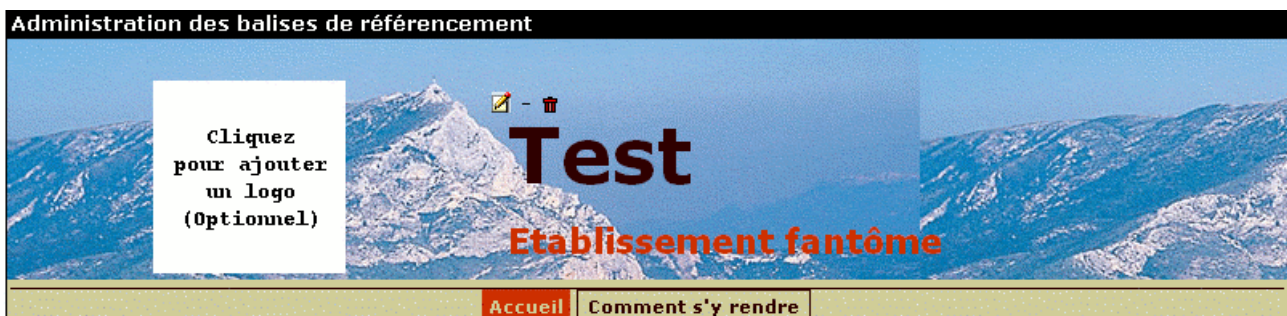 Administration des balises de référencement
Cliquez
pour ajouter
un logo
(Optionnel)
-
Test
Etablissement fantôme
Accueil Comment s'y rendre